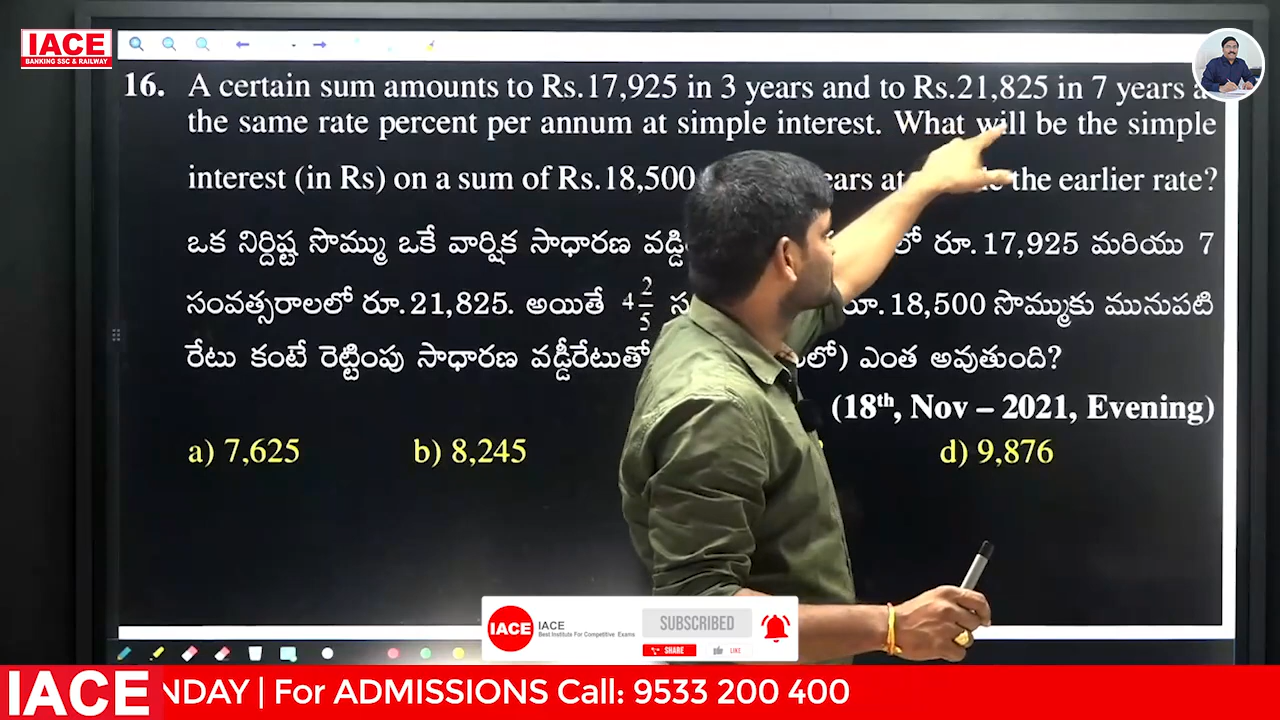 IACE
BANKING SSC & RAILWAY
16. A certain sum amounts to Rs.17,925 in 3 years and to Rs.21,825 in 7 years
the same rate percent per annum at simple interest. What will be the simple
interest (in Rs) on a sum of Rs.18,500 the earlier rate?
ఒక నిర్దిష్ట సొమ్ము ఒకే వార్షిక సాధారణ రూ.17,925 మరియు 7
సంవత్సరాలలో రూ.21,825. అయితే 4 2/5 రూ.18,500 సొమ్ముకు మునుపటి
రేటు కంటే రెట్టింపు సాధారణ వడ్డీరేటుతో ఎంత అవుతుంది?
(18th, Nov – 2021, Evening)
a) 7,625 b) 8,245 d) 9,876
IACE IACE SUBSCRIBED
Best Institute For Competitive Exams
SHARE LIKE
IACE NDAY | For ADMISSIONS Call: 9533 200 400